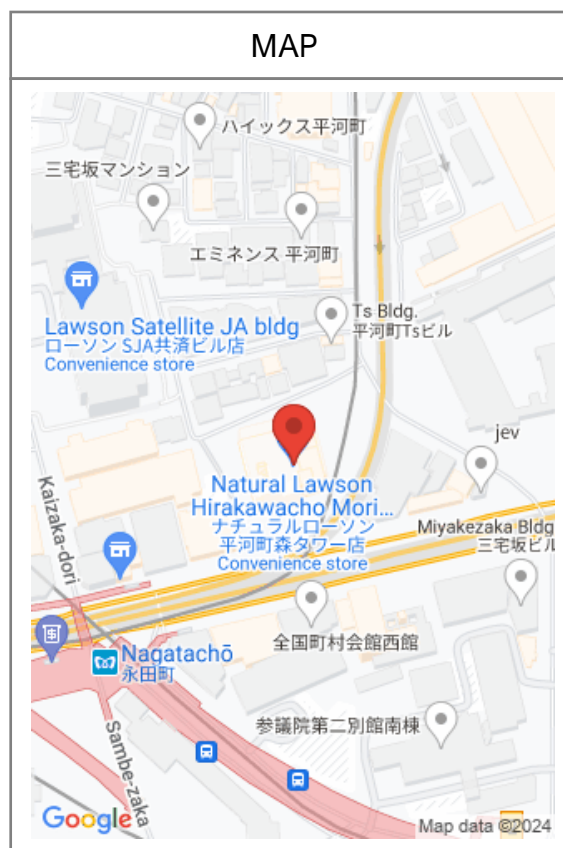 MAP
ハイックス平河町
三宅坂マンション
エミネンス 平河町
Ts Bldg.
平河町Tsビル
Lawson Satellite JA bldg
ローソン SJA共済ビル店
Convenience store
jev
Natural Lawson
Hirakawacho Mori...
ナチュラルローソン
平河町森タワー店
Convenience store
Kaizaka-dori
Miyakezaka Bldg
三宅坂ビル
全国町村会館西館
Nagatachō
永田町
参議院第二別館南棟
Sambe-zaka
Google
Map data ©2024